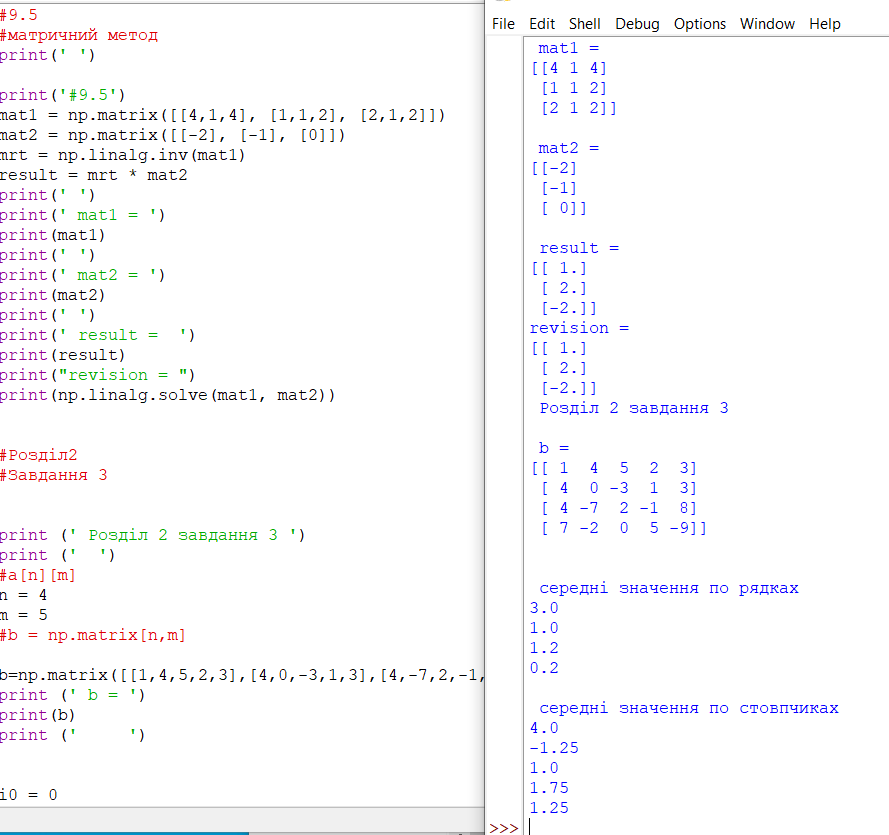 #9.5
#матричний метод
print(' ')
print('#9.5')
mat1 = np.matrix([[4,1,4], [1,1,2], [2,1,2]])
mat2 = np.matrix([[-2], [-1], [0]])
mrt = np.linalg.inv(mat1)
result = mrt * mat2
print(' ')
print(' mat1 = ')
print(mat1)
print(' ')
print(' mat2 = ')
print(mat2)
print(' ')
print(' result =  ')
print(result)
print("revision = ")
print(np.linalg.solve(mat1, mat2))
#Розділ2
#Завдання 3
print (' Розділ 2 завдання 3 ')
print ('  ')
#a[n][m]
n = 4
m = 5
#b = np.matrix[n,m]
b=np.matrix([[1,4,5,2,3],[4,0,-3,1,3],[4,-7,2,-1,
print (' b = ')
print(b)
print ('     ')
i0 = 0
File Edit Shell Debug Options Window Help
mat1 =
[[4 1 4]
[1 1 2]
[2 1 2]]
mat2 =
[[-2]
[-1]
[ 0]]
result =
[[ 1.]
[ 2.]
[-2.]]
revision =
[[ 1.]
[ 2.]
[-2.]]
Розділ 2 завдання 3
b =
[[ 1  4  5  2  3]
[ 4  0 -3  1  3]
[ 4 -7  2 -1  8]
[ 7 -2  0  5 -9]]
середні значення по рядках
3.0
1.0
1.2
0.2
середні значення по стовпчиках
4.0
-1.25
1.0
1.75
1.25
>>>